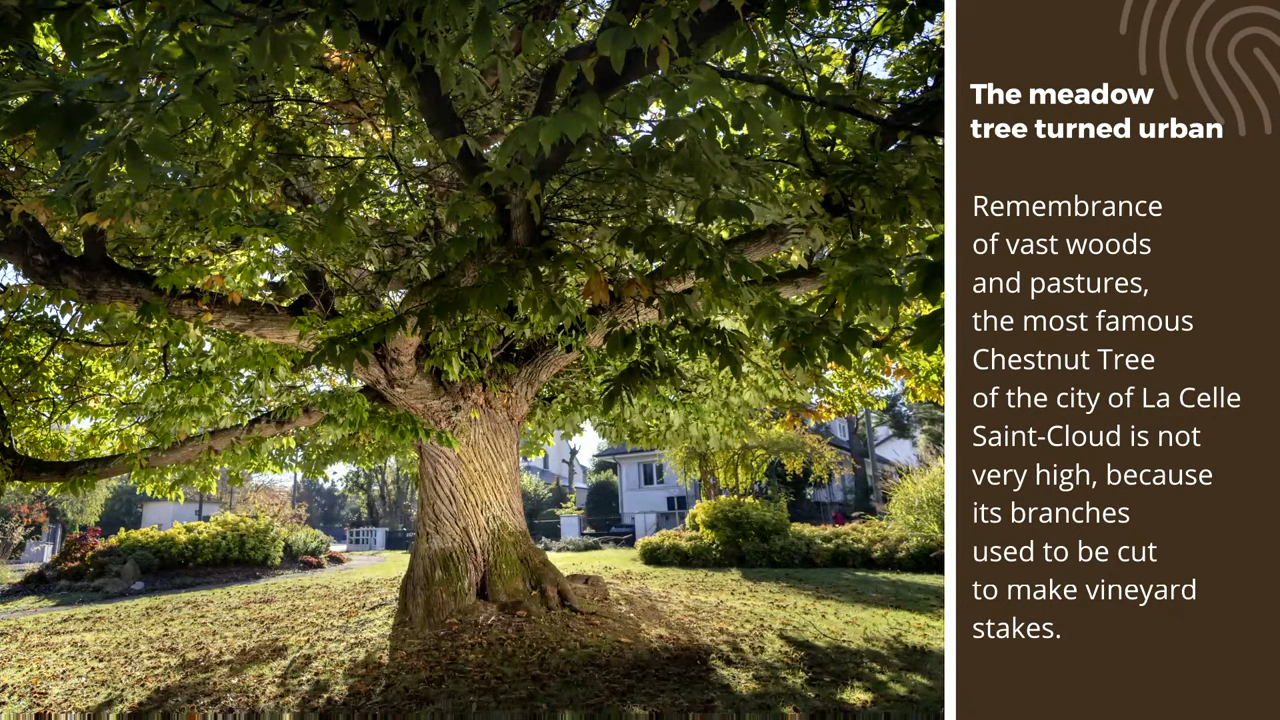 The meadow
tree turned urban
Remembrance
of vast woods
and pastures,
the most famous
Chestnut Tree
of the city of La Celle
Saint-Cloud is not
very high, because
its branches
used to be cut
to make vineyard
stakes.